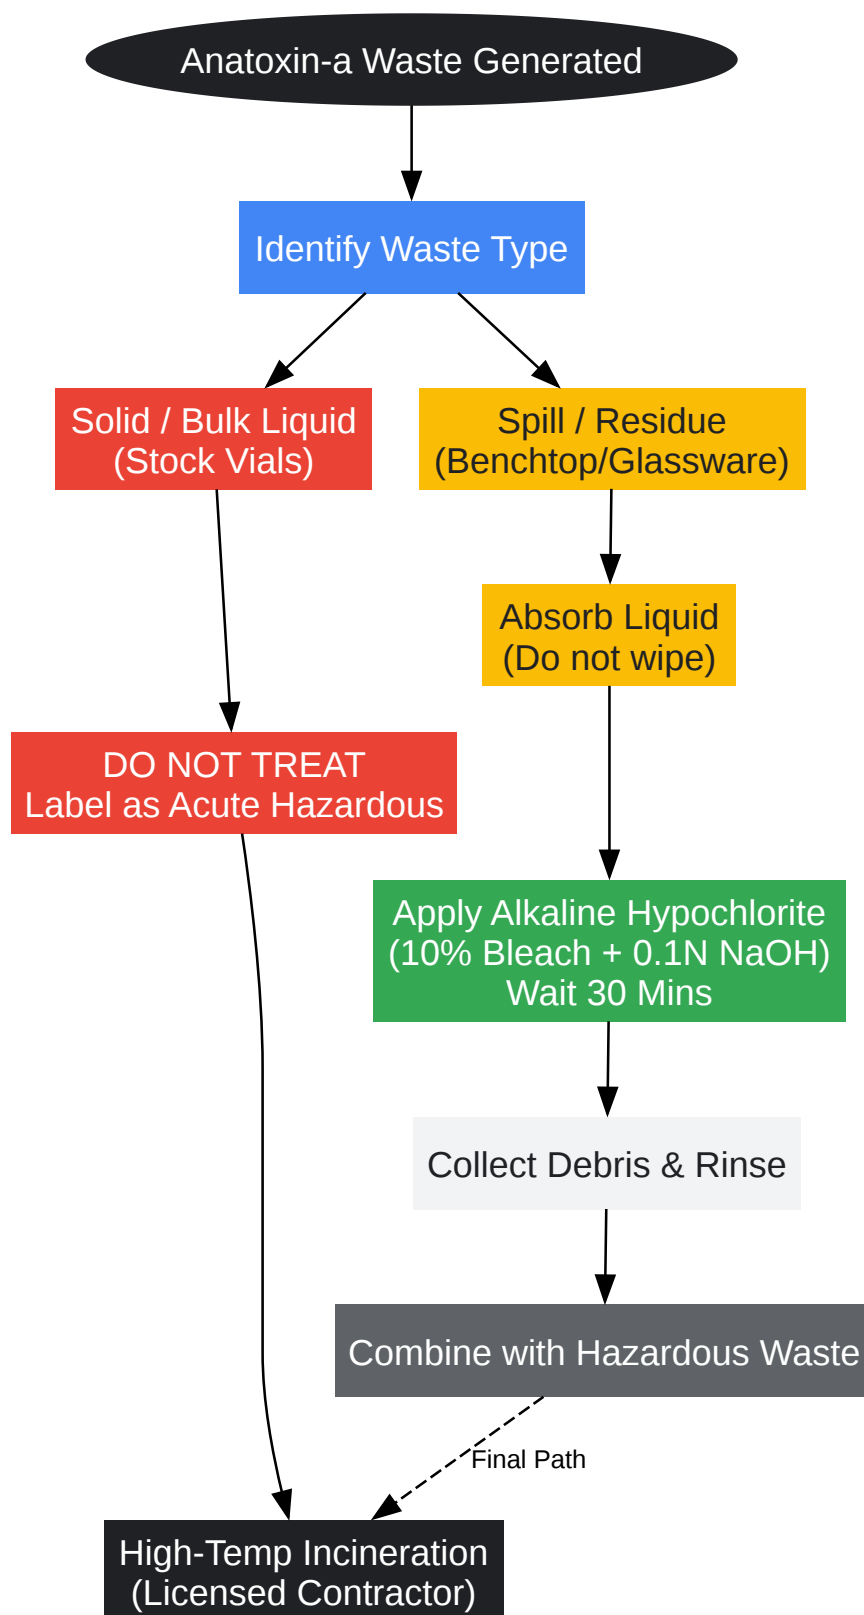 Anatoxin-a Waste Generated
Identify Waste Type
Solid / Bulk Liquid
(Stock Vials)
Spill / Residue
(Benchtop/Glassware)
Absorb Liquid
(Do not wipe)
DO NOT TREAT
Label as Acute Hazardous
Apply Alkaline Hypochlorite
(10% Bleach + 0.1N NaOH)
Wait 30 Mins
Collect Debris & Rinse
Combine with Hazardous Waste
Final Path
High-Temp Incineration
(Licensed Contractor)